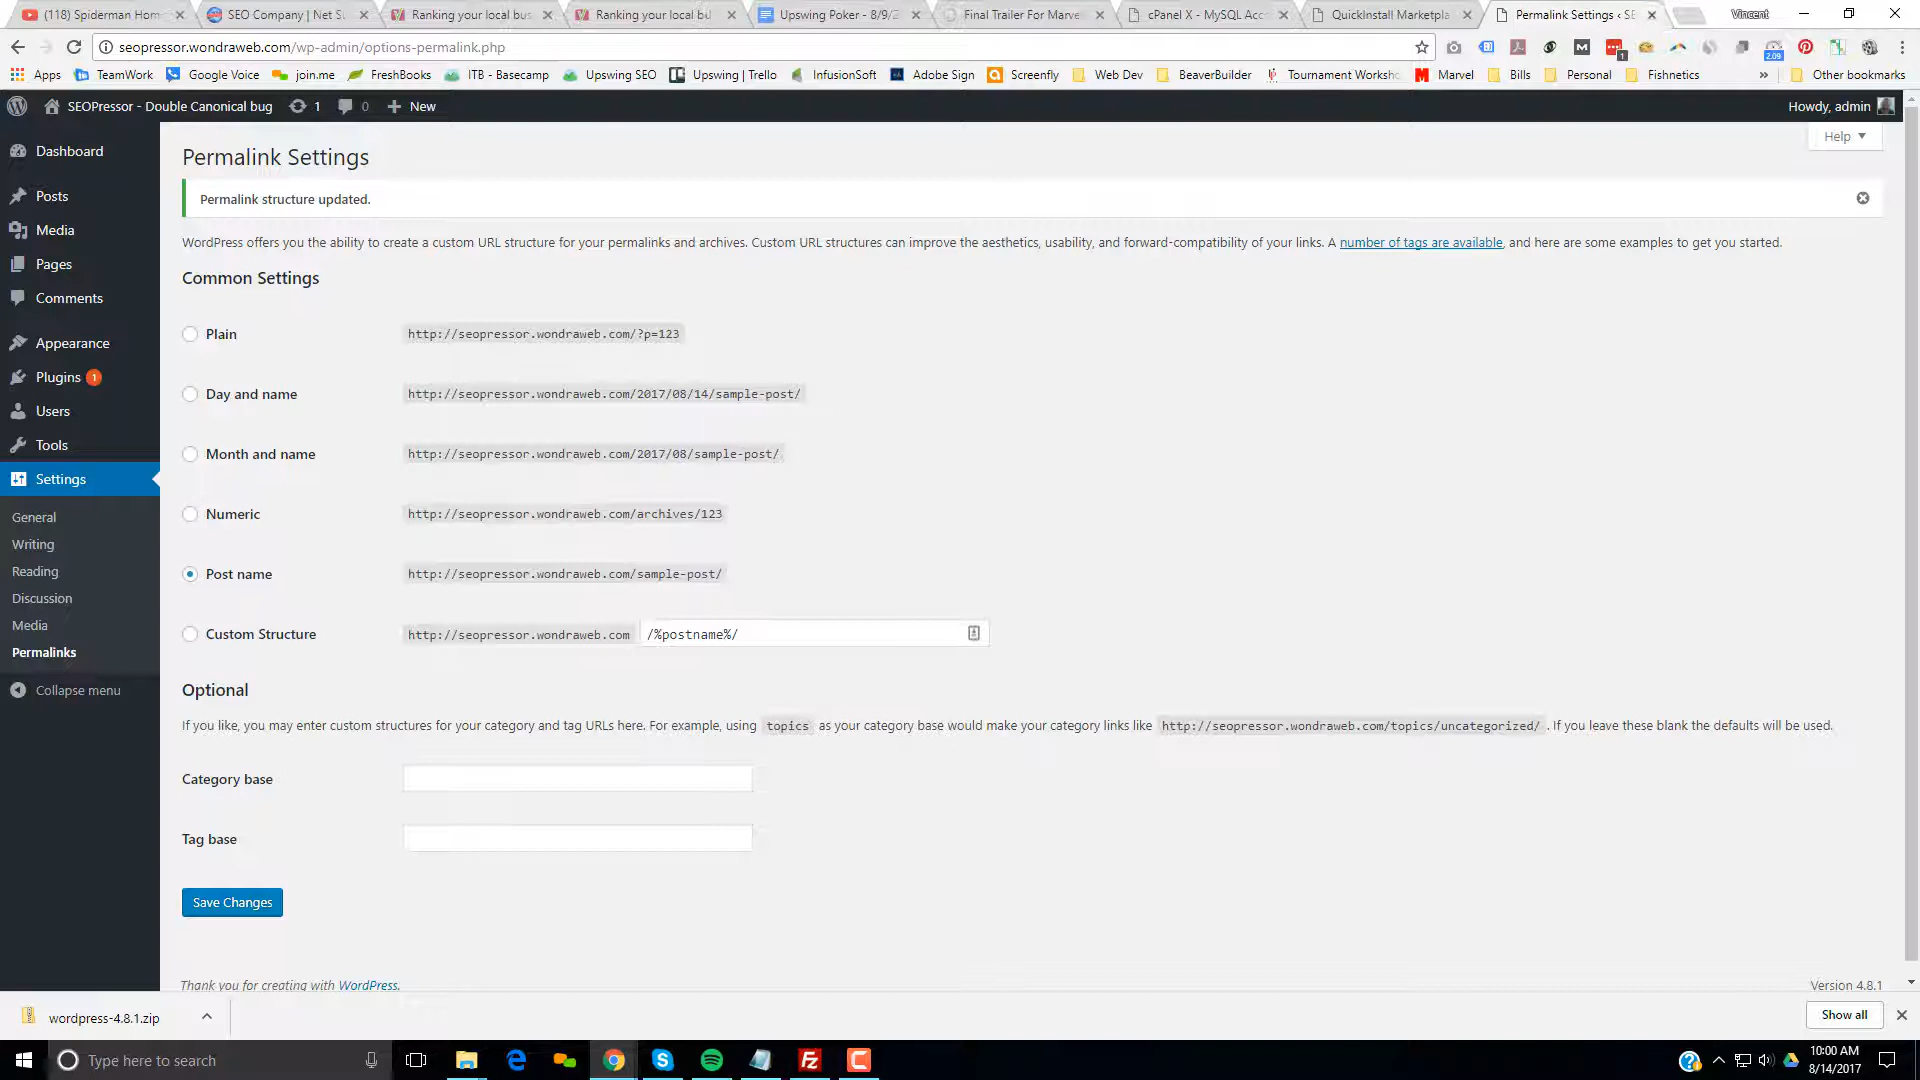 (118) Spiderman Hom
SEO Company | Net S
Ranking your local bus
Ranking your local bu
Upswing Poker - 8/9/2
Final Trailer For Marve
cPanel X - MySQL Acc
QuickInstall Marketpla
Permalink Settings ‹ SE
Vincent
seopressor.wondraweb.com/wp-admin/options-permalink.php
1
2.09
Apps
TeamWork
Google Voice
join.me
FreshBooks
ITB - Basecamp
Upswing SEO
Upswing | Trello
InfusionSoft
Adobe Sign
Screenfly
Web Dev
BeaverBuilder
Tournament Worksh
Marvel
Bills
Personal
Fishnetics
»
Other bookmarks
SEOPressor - Double Canonical bug
1
0
New
Howdy, admin
Help
Dashboard
Posts
Media
Pages
Comments
Appearance
Plugins 1
Users
Tools
Settings
General
Writing
Reading
Discussion
Media
Permalinks
Collapse menu
Permalink Settings
Permalink structure updated.
WordPress offers you the ability to create a custom URL structure for your permalinks and archives. Custom URL structures can improve the aesthetics, usability, and forward-compatibility of your links. A number of tags are available, and here are some examples to get you started.
Common Settings
Plain http://seopressor.wondraweb.com/?p=123
Day and name http://seopressor.wondraweb.com/2017/08/14/sample-post/
Month and name http://seopressor.wondraweb.com/2017/08/sample-post/
Numeric http://seopressor.wondraweb.com/archives/123
Post name http://seopressor.wondraweb.com/sample-post/
Custom Structure http://seopressor.wondraweb.com /%postname%/
Optional
If you like, you may enter custom structures for your category and tag URLs here. For example, using topics as your category base would make your category links like http://seopressor.wondraweb.com/topics/uncategorized/ . If you leave these blank the defaults will be used.
Category base
Tag base
Save Changes
Thank you for creating with WordPress.
Version 4.8.1
wordpress-4.8.1.zip
Show all
Type here to search
10:00 AM
8/14/2017